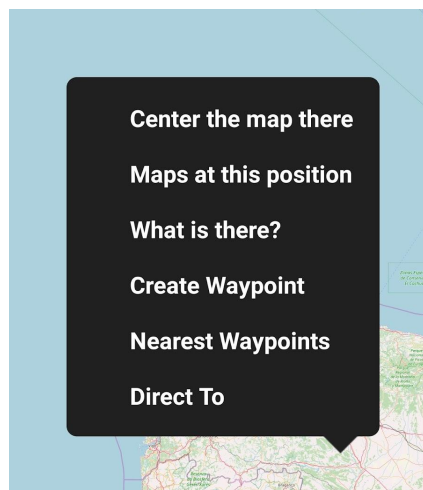 Center the map there
Maps at this position
What is there?
Create Waypoint
Nearest Waypoints
Direct To